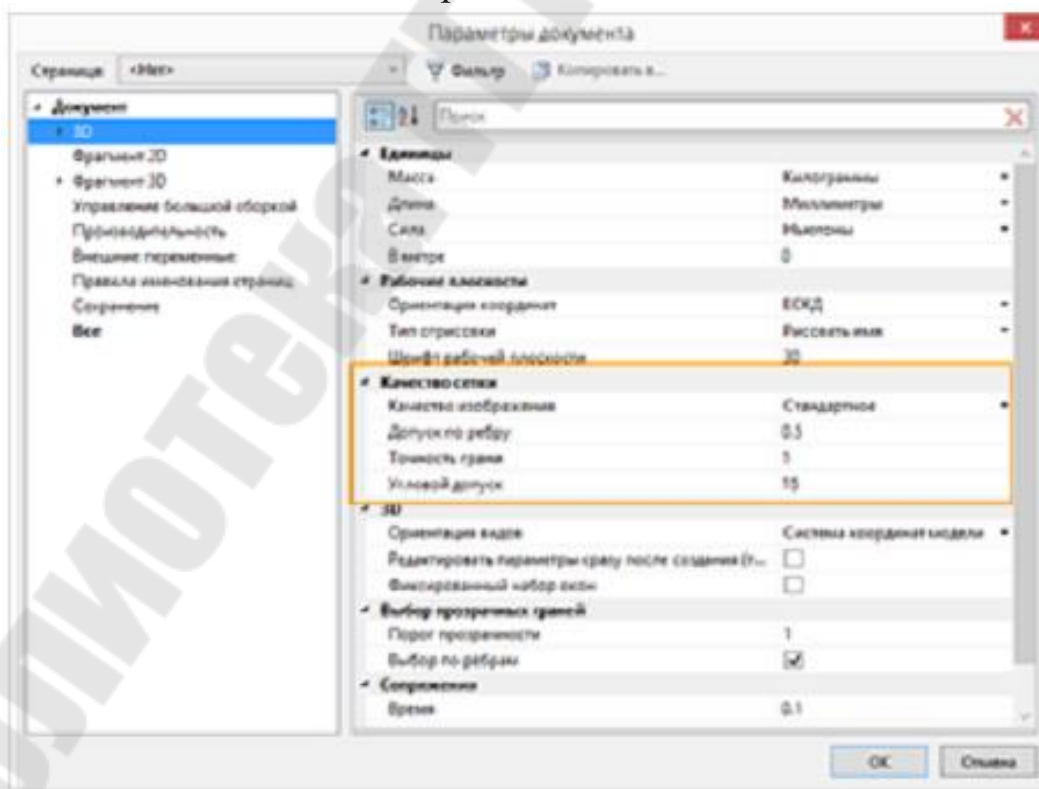 Параметры документа
Страница: <Нет> Фильтр Копировать в...
Документ
3D
Фрагмент 2D
Фрагмент 3D
Управление большой сборкой
Производительность
Внешние переменные
Правила именования страниц
Сохранение
Все
Поиск
Единицы
Масса Килограммы
Длина Миллиметры
Сила Ньютоны
В метре 0
Рабочие плоскости
Ориентация координат ЕСКД
Тип отрисовки Рисовать имя
Шрифт рабочей плоскости 30
Качество сетки
Качество изображения Стандартное
Допуск по ребру 0.5
Точность грани 1
Угловой допуск 15
3D
Ориентация видов Система координат модели
Редактировать параметры сразу после создания (т...
Фиксированный набор окон
Выбор прозрачных граней
Порог прозрачности 1
Выбор по рёбрам
Сопряжения
Время 0.1
OK Отмена